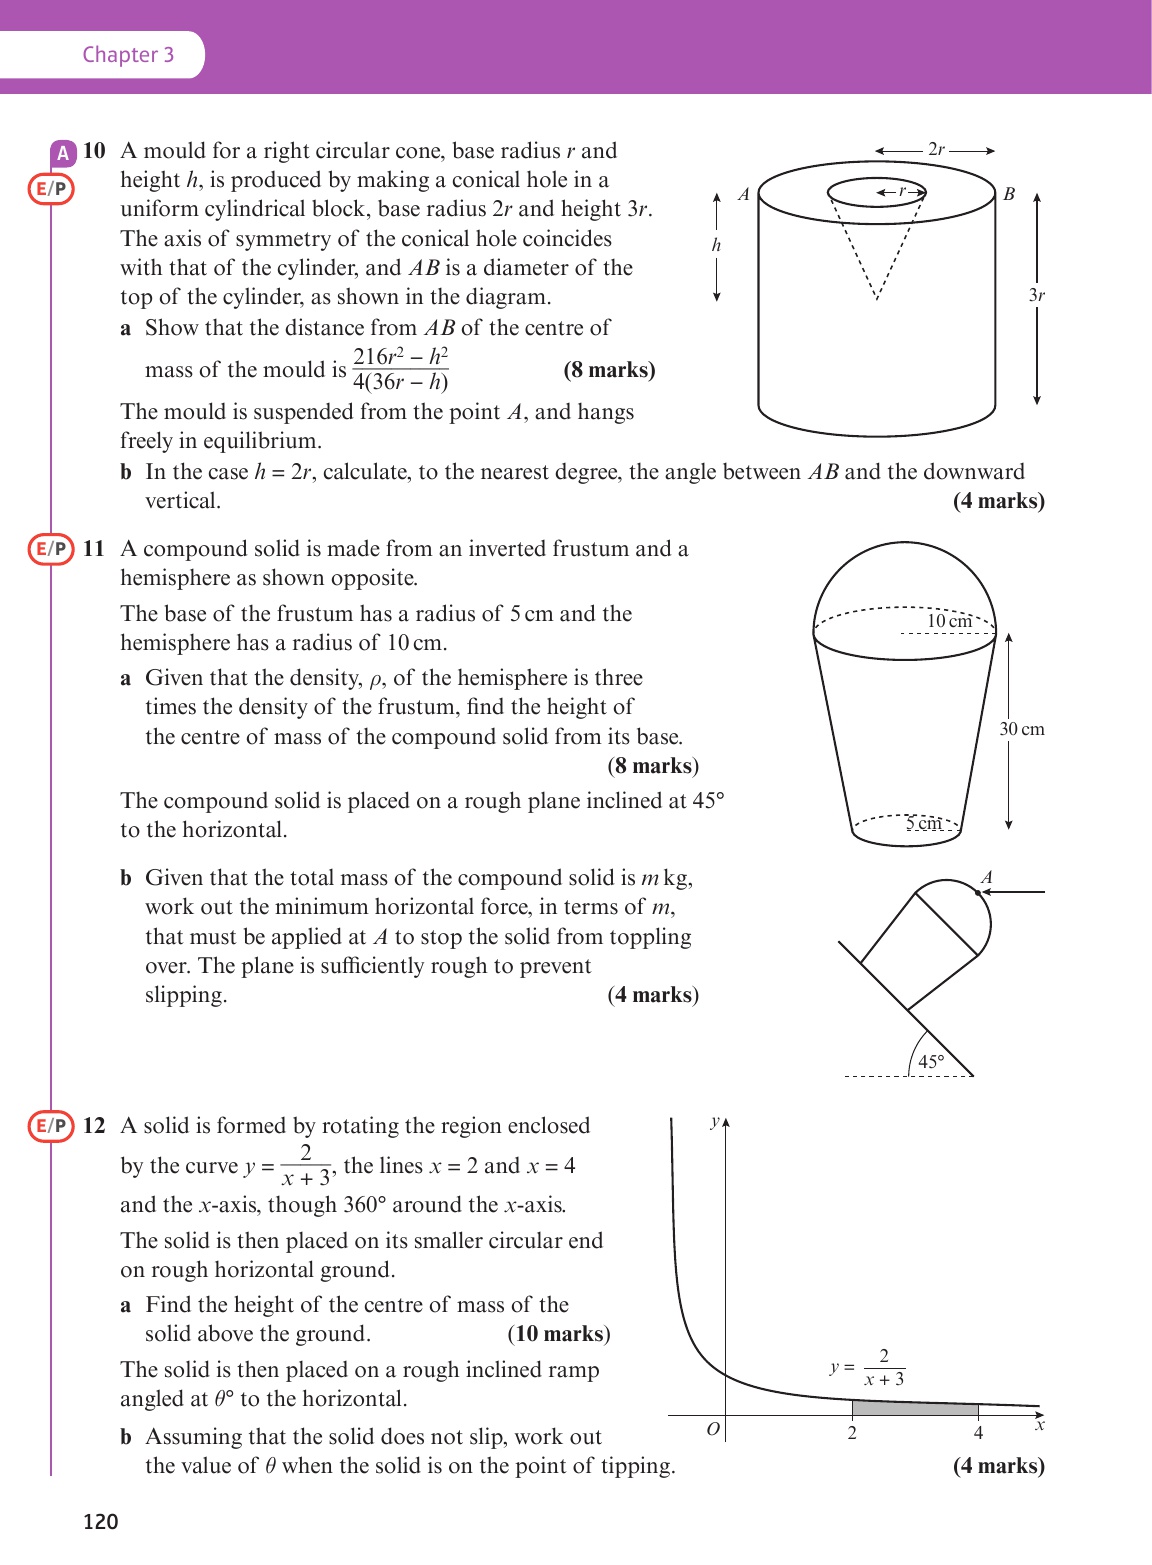 Chapter 3
A
E/P
10 A mould for a right circular cone, base radius r and
height h, is produced by making a conical hole in a
uniform cylindrical block, base radius 2r and height 3r.
The axis of symmetry of the conical hole coincides
with that of the cylinder, and AB is a diameter of the
top of the cylinder, as shown in the diagram.
a Show that the distance from AB of the centre of
mass of the mould is (216r² – h²)/(4(36r – h)) (8 marks)
The mould is suspended from the point A, and hangs
freely in equilibrium.
b In the case h = 2r, calculate, to the nearest degree, the angle between AB and the downward
vertical. (4 marks)
2r
r
A
B
h
3r
E/P
11 A compound solid is made from an inverted frustum and a
hemisphere as shown opposite.
The base of the frustum has a radius of 5 cm and the
hemisphere has a radius of 10 cm.
a Given that the density, ρ, of the hemisphere is three
times the density of the frustum, find the height of
the centre of mass of the compound solid from its base.
(8 marks)
The compound solid is placed on a rough plane inclined at 45°
to the horizontal.
b Given that the total mass of the compound solid is m kg,
work out the minimum horizontal force, in terms of m,
that must be applied at A to stop the solid from toppling
over. The plane is sufficiently rough to prevent
slipping. (4 marks)
10 cm
30 cm
5 cm
A
45°
E/P
12 A solid is formed by rotating the region enclosed
by the curve y = 2/(x + 3), the lines x = 2 and x = 4
and the x-axis, though 360° around the x-axis.
The solid is then placed on its smaller circular end
on rough horizontal ground.
a Find the height of the centre of mass of the
solid above the ground. (10 marks)
The solid is then placed on a rough inclined ramp
angled at θ° to the horizontal.
b Assuming that the solid does not slip, work out
the value of θ when the solid is on the point of tipping. (4 marks)
y
y = 2/(x + 3)
O
2
4
x
120